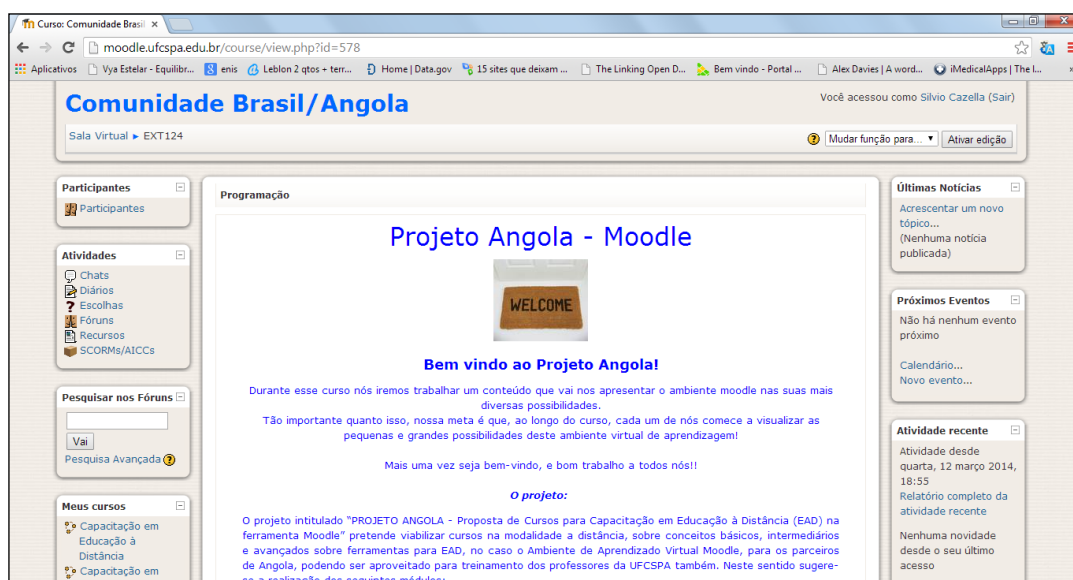 Curso: Comunidade Brasil
moodle.ufcspa.edu.br/course/view.php?id=578
Aplicativos Vya Estelar - Equilibr... enis Leblon 2 qtos + terr... Home | Data.gov 15 sites que deixam ... The Linking Open D... Bem vindo - Portal ... Alex Davies | A word... iMedicalApps | The l...
Comunidade Brasil/Angola
Você acessou como Silvio Cazella (Sair)
Sala Virtual ► EXT124
Mudar função para... Ativar edição
Participantes
Participantes
Atividades
Chats
Diários
Escolhas
Fóruns
Recursos
SCORMs/AICCs
Pesquisar nos Fóruns
Vai
Pesquisa Avançada
Meus cursos
Capacitação em
Educação à
Distância
Capacitação em
Programação
Projeto Angola - Moodle
WELCOME
Bem vindo ao Projeto Angola!
Durante esse curso nós iremos trabalhar um conteúdo que vai nos apresentar o ambiente moodle nas suas mais
diversas possibilidades.
Tão importante quanto isso, nossa meta é que, ao longo do curso, cada um de nós comece a visualizar as
pequenas e grandes possibilidades deste ambiente virtual de aprendizagem!
Mais uma vez seja bem-vindo, e bom trabalho a todos nós!!
O projeto:
O projeto intitulado "PROJETO ANGOLA - Proposta de Cursos para Capacitação em Educação à Distância (EAD) na
ferramenta Moodle" pretende viabilizar cursos na modalidade a distância, sobre conceitos básicos, intermediários
e avançados sobre ferramentas para EAD, no caso o Ambiente de Aprendizado Virtual Moodle, para os parceiros
de Angola, podendo ser aproveitado para treinamento dos professores da UFCSPA também. Neste sentido sugere-
se a realização dos seguintes módulos:
Últimas Notícias
Acrescentar um novo
tópico...
(Nenhuma notícia
publicada)
Próximos Eventos
Não há nenhum evento
próximo
Calendário...
Novo evento...
Atividade recente
Atividade desde
quarta, 12 março 2014,
18:55
Relatório completo da
atividade recente
Nenhuma novidade
desde o seu último
acesso